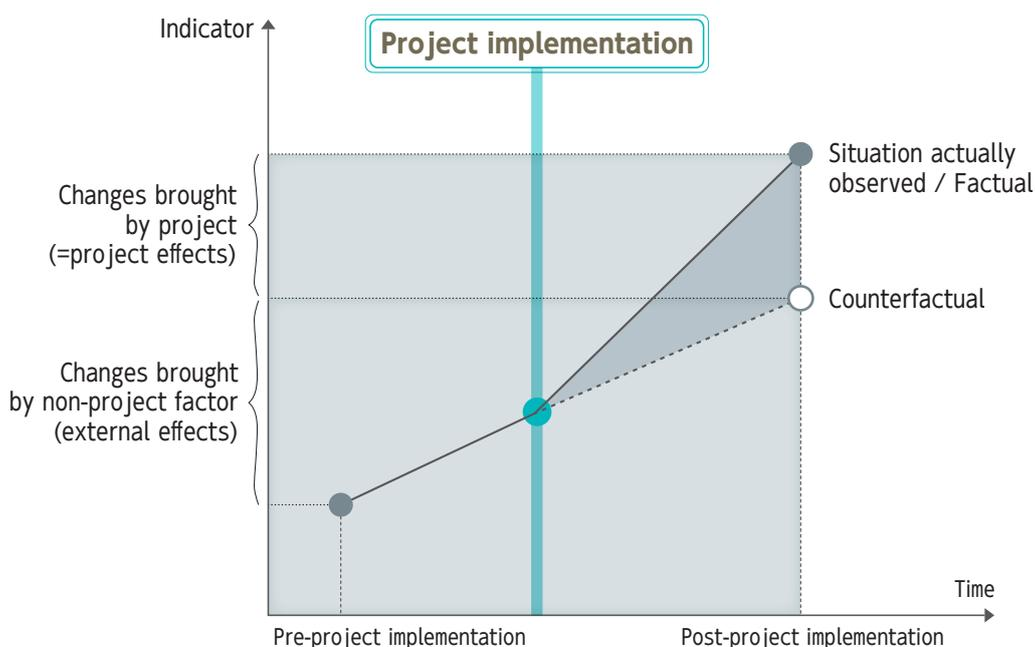 Indicator
Project implementation
Situation actually
observed / Factual
Changes brought
by project
(=project effects)
Counterfactual
Changes brought
by non-project factor
(external effects)
Time
Pre-project implementation
Post-project implementation